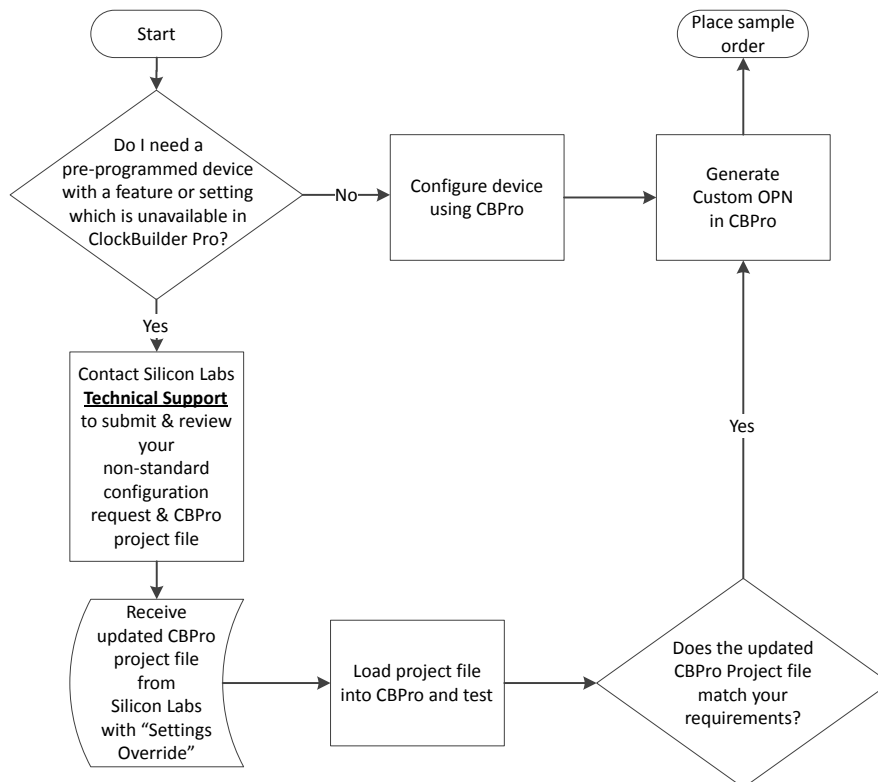 Start
Place sample
order
Do I need a
pre-programmed device
with a feature or setting
which is unavailable in
ClockBuilder Pro?
No
Configure device
using CBPro
Generate
Custom OPN
in CBPro
Yes
Contact Silicon Labs
Technical Support
to submit & review
your
non-standard
configuration
request & CBPro
project file
Yes
Receive
updated CBPro
project file
from
Silicon Labs
with “Settings
Override”
Load project file
into CBPro and test
Does the updated
CBPro Project file
match your
requirements?